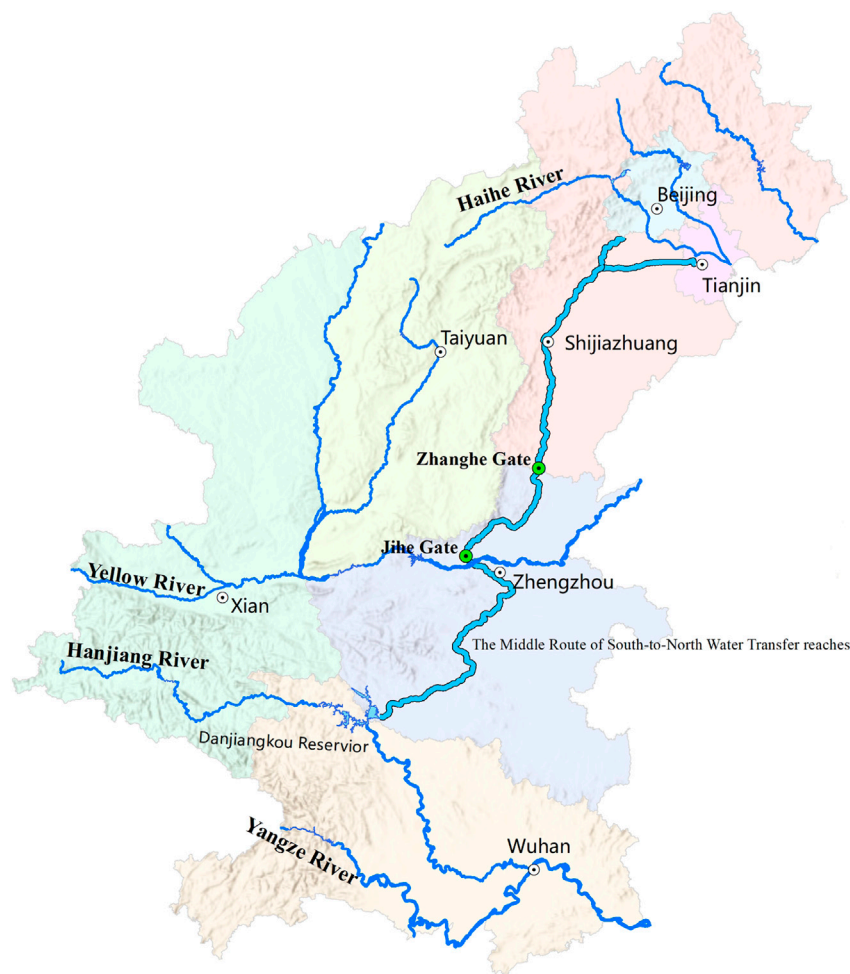 Haihe River
Beijing
Tianjin
Taiyuan
Shijiazhuang
Zhanghe Gate
Jihe Gate
Yellow River
Zhengzhou
Xian
The Middle Route of South-to-North Water Transfer reaches
Hanjiang River
Danjiangkou Reservior
Yangze River
Wuhan